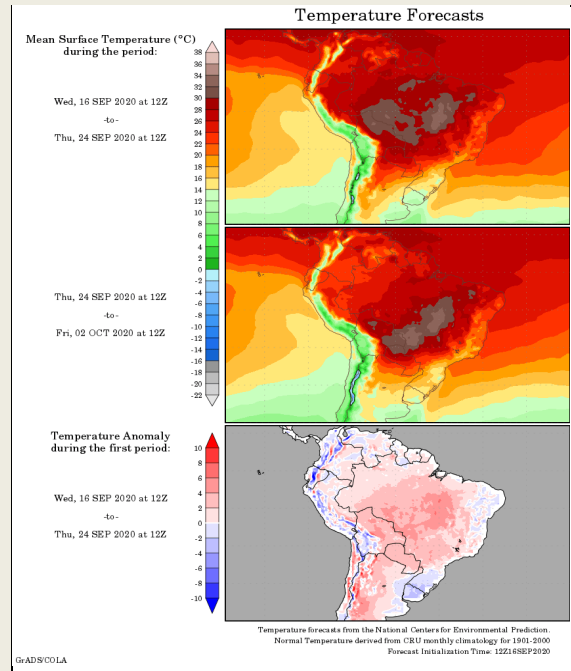 Temperature Forecasts
Mean Surface Temperature (°C)
during the period:
38
36
34
32
30
28
26
24
22
20
18
16
14
12
10
8
6
4
2
0
-2
-4
-6
-8
-10
-12
-14
-16
-18
-20
-22
Wed, 16 SEP 2020 at 12Z
-to-
Thu, 24 SEP 2020 at 12Z
Thu, 24 SEP 2020 at 12Z
-to-
Fri, 02 OCT 2020 at 12Z
Temperature Anomaly
during the first period:
10
8
6
4
2
0
-2
-4
-6
-8
-10
Wed, 16 SEP 2020 at 12Z
-to-
Thu, 24 SEP 2020 at 12Z
Temperature forecasts from the National Centers for Environmental Prediction.
Normal Temperature derived from CRU monthly climatology for 1901-2000
Forecast Initialization Time: 12Z16SEP2020
GrADS/COLA